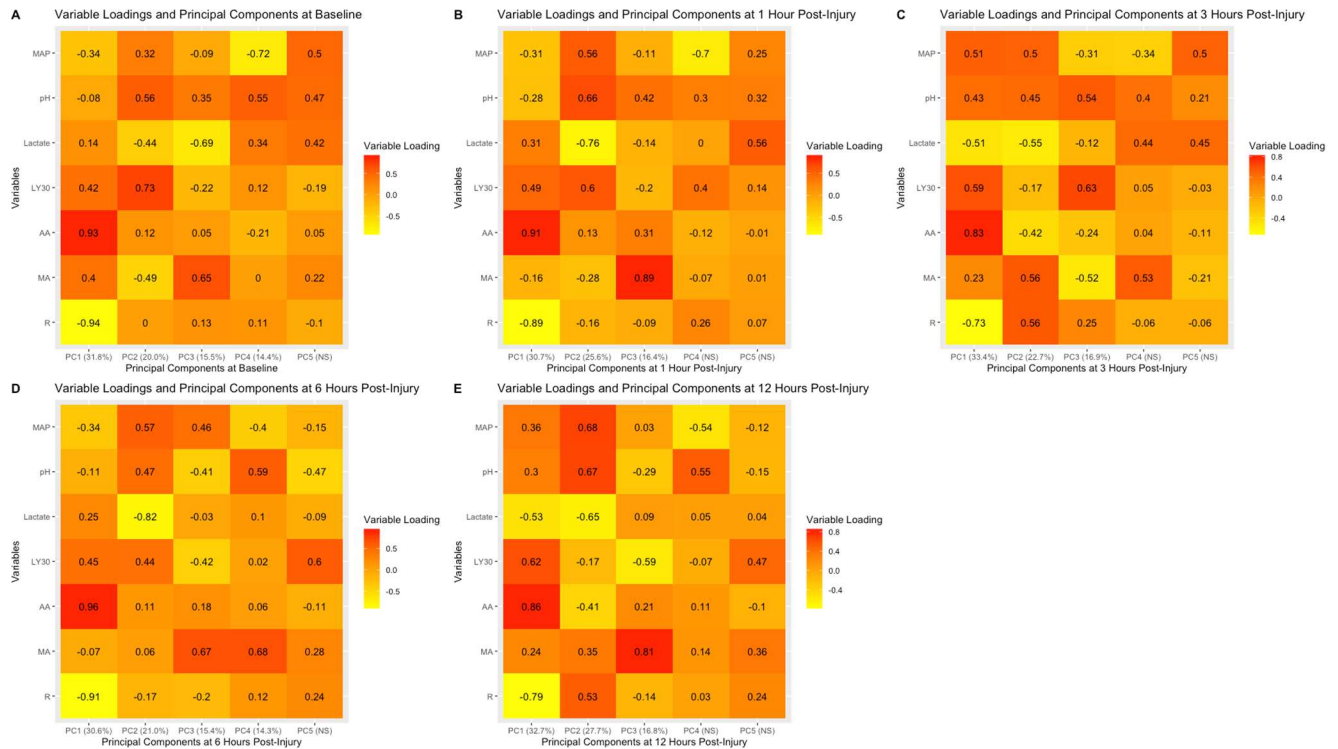 A
Variable Loadings and Principal Components at Baseline
Variables
MAP -0.34 0.32 -0.09 -0.72 0.5
pH -0.08 0.56 0.35 0.55 0.47
Lactate 0.14 -0.44 -0.69 0.34 0.42
LY30 0.42 0.73 -0.22 0.12 -0.19
AA 0.93 0.12 0.05 -0.21 0.05
MA 0.4 -0.49 0.65 0 0.22
R -0.94 0 0.13 0.11 -0.1
PC1 (31.8%) PC2 (20.0%) PC3 (15.5%) PC4 (14.4%) PC5 (NS)
Principal Components at Baseline
Variable Loading
0.5
0.0
-0.5
B
Variable Loadings and Principal Components at 1 Hour Post-Injury
Variables
MAP -0.31 0.56 -0.11 -0.7 0.25
pH -0.28 0.66 0.42 0.3 0.32
Lactate 0.31 -0.76 -0.14 0 0.56
LY30 0.49 0.6 -0.2 0.4 0.14
AA 0.91 0.13 0.31 -0.12 -0.01
MA -0.16 -0.28 0.89 -0.07 0.01
R -0.89 -0.16 -0.09 0.26 0.07
PC1 (30.7%) PC2 (25.6%) PC3 (16.4%) PC4 (NS) PC5 (NS)
Principal Components at 1 Hour Post-Injury
Variable Loading
0.5
0.0
-0.5
C
Variable Loadings and Principal Components at 3 Hours Post-Injury
Variables
MAP 0.51 0.5 -0.31 -0.34 0.5
pH 0.43 0.45 0.54 0.4 0.21
Lactate -0.51 -0.55 -0.12 0.44 0.45
LY30 0.59 -0.17 0.63 0.05 -0.03
AA 0.83 -0.42 -0.24 0.04 -0.11
MA 0.23 0.56 -0.52 0.53 -0.21
R -0.73 0.56 0.25 -0.06 -0.06
PC1 (33.4%) PC2 (22.7%) PC3 (16.9%) PC4 (NS) PC5 (NS)
Principal Components at 3 Hours Post-Injury
Variable Loading
0.8
0.4
0.0
-0.4
D
Variable Loadings and Principal Components at 6 Hours Post-Injury
Variables
MAP -0.34 0.57 0.46 -0.4 -0.15
pH -0.11 0.47 -0.41 0.59 -0.47
Lactate 0.25 -0.82 -0.03 0.1 -0.09
LY30 0.45 0.44 -0.42 0.02 0.6
AA 0.96 0.11 0.18 0.06 -0.11
MA -0.07 0.06 0.67 0.68 0.28
R -0.91 -0.17 -0.2 0.12 0.24
PC1 (30.6%) PC2 (21.0%) PC3 (15.4%) PC4 (14.3%) PC5 (NS)
Principal Components at 6 Hours Post-Injury
Variable Loading
0.5
0.0
-0.5
E
Variable Loadings and Principal Components at 12 Hours Post-Injury
Variables
MAP 0.36 0.68 0.03 -0.54 -0.12
pH 0.3 0.67 -0.29 0.55 -0.15
Lactate -0.53 -0.65 0.09 0.05 0.04
LY30 0.62 -0.17 -0.59 -0.07 0.47
AA 0.86 -0.41 0.21 0.11 -0.1
MA 0.24 0.35 0.81 0.14 0.36
R -0.79 0.53 -0.14 0.03 0.24
PC1 (32.7%) PC2 (27.7%) PC3 (16.8%) PC4 (NS) PC5 (NS)
Principal Components at 12 Hours Post-Injury
Variable Loading
0.8
0.4
0.0
-0.4